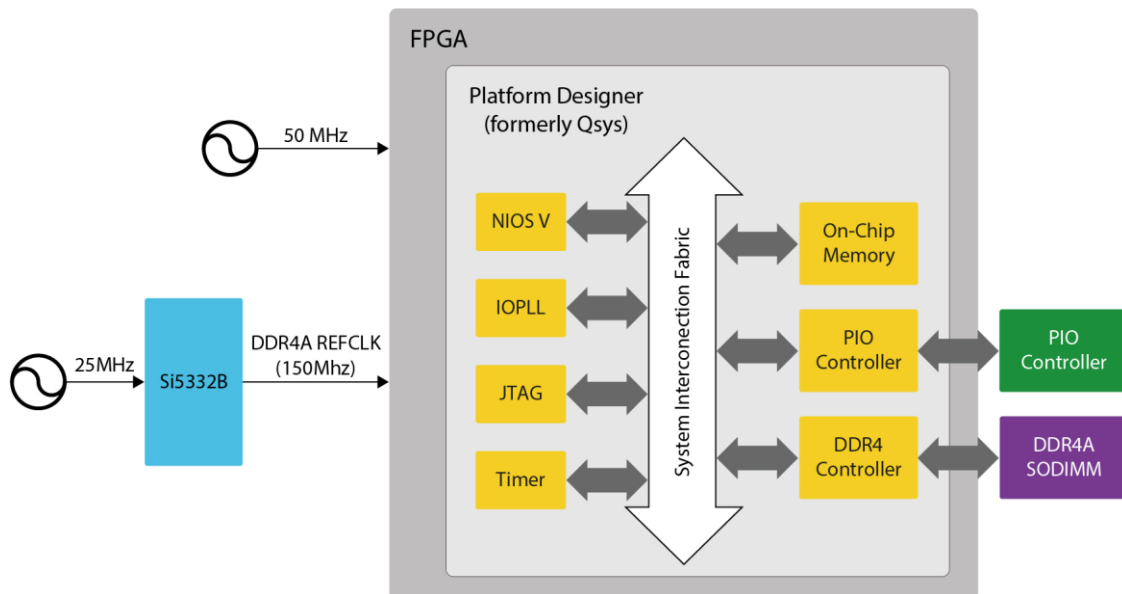 FPGA
Platform Designer
(formerly Qsys)
50 MHz
NIOS V
On-Chip
Memory
System Interconnection Fabric
IOPLL
PIO
Controller
PIO
Controller
25MHz
Si5332B
DDR4A REFCLK
(150Mhz)
JTAG
DDR4
Controller
DDR4A
SODIMM
Timer